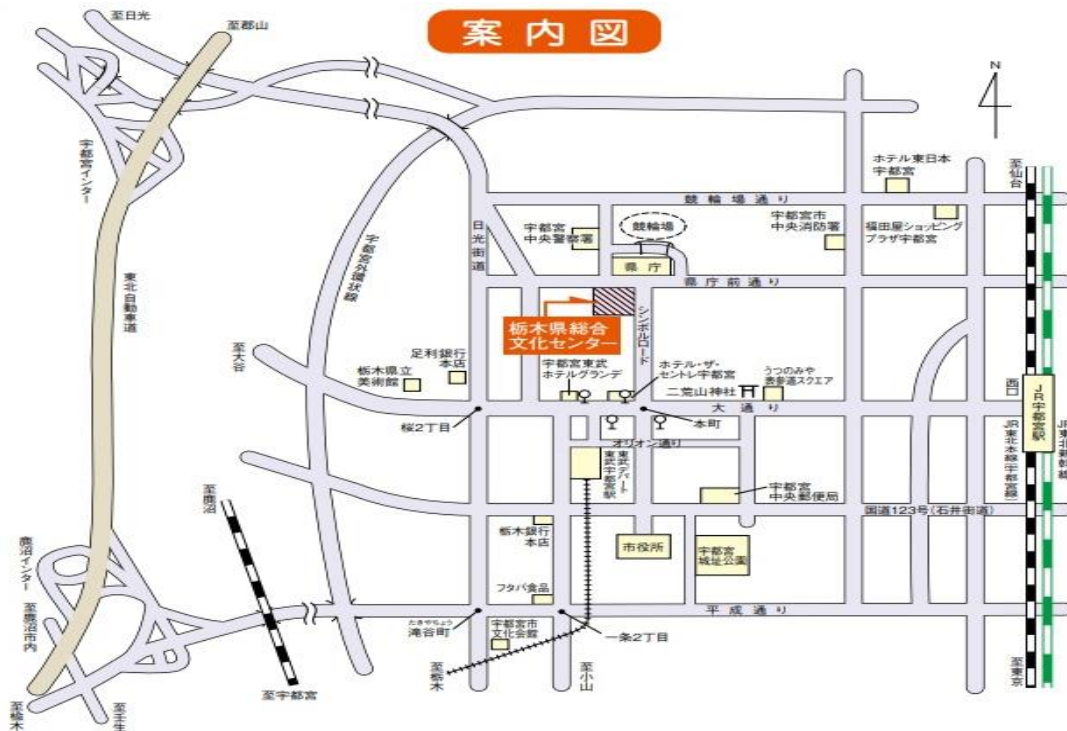 案内図
至日光
至郡山
N
宇都宮インター
東北自動車道
宇都宮外環状線
日光街道
競輪場通り
ホテル東日本
宇都宮
至仙台
宇都宮
中央警察署
競輪場
宇都宮市
中央消防署
福田屋ショッピング
プラザ宇都宮
県庁
県庁前通り
栃木県総合
文化センター
シンボルロード
至大谷
足利銀行
本店
栃木県立
美術館
宇都宮東武
ホテルグランデ
ホテル・ザ・
セントレ宇都宮
二荒山神社
うつのみや
表参道スクエア
西口
JR宇都宮駅
大通り
桜2丁目
本町
オリオン通り
東武デパート
東武宇都宮駅
JR東北本線(宇都宮線)
JR東北新幹線
宇都宮
中央郵便局
国道123号(石井街道)
至鹿沼
栃木銀行
本店
市役所
宇都宮
城址公園
鹿沼インター
至鹿沼市内
フタバ食品
平成通り
たきやちょう
滝谷町
宇都宮市
文化会館
一条2丁目
至栃木
至小山
至東京
至宇都宮
至楡木
至壬生